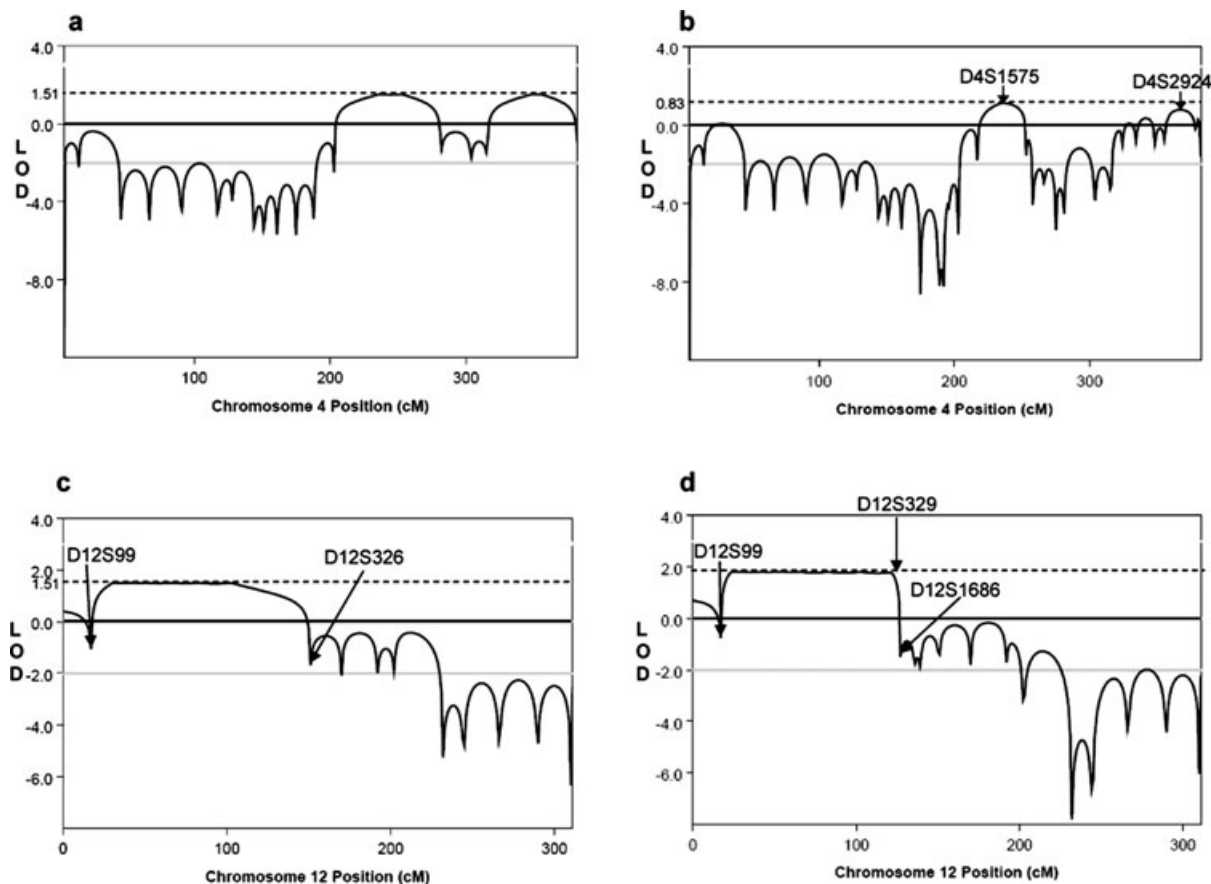 a
4.0
1.51
0.0
-4.0
-8.0
LOD
100 200 300
Chromosome 4 Position (cM)
b
D4S1575
D4S2924
4.0
0.83
0.0
-4.0
-8.0
LOD
100 200 300
Chromosome 4 Position (cM)
c
D12S99
D12S326
4.0
2.0
1.51
0.0
-2.0
-4.0
-6.0
LOD
0 100 200 300
Chromosome 12 Position (cM)
d
D12S329
D12S99
D12S1686
4.0
2.0
0.0
-2.0
-4.0
-6.0
LOD
0 100 200 300
Chromosome 12 Position (cM)